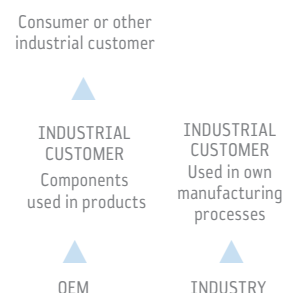 Consumer or other
industrial customer
INDUSTRIAL
CUSTOMER
Components
used in products
INDUSTRIAL
CUSTOMER
Used in own
manufacturing
processes
OEM
INDUSTRY